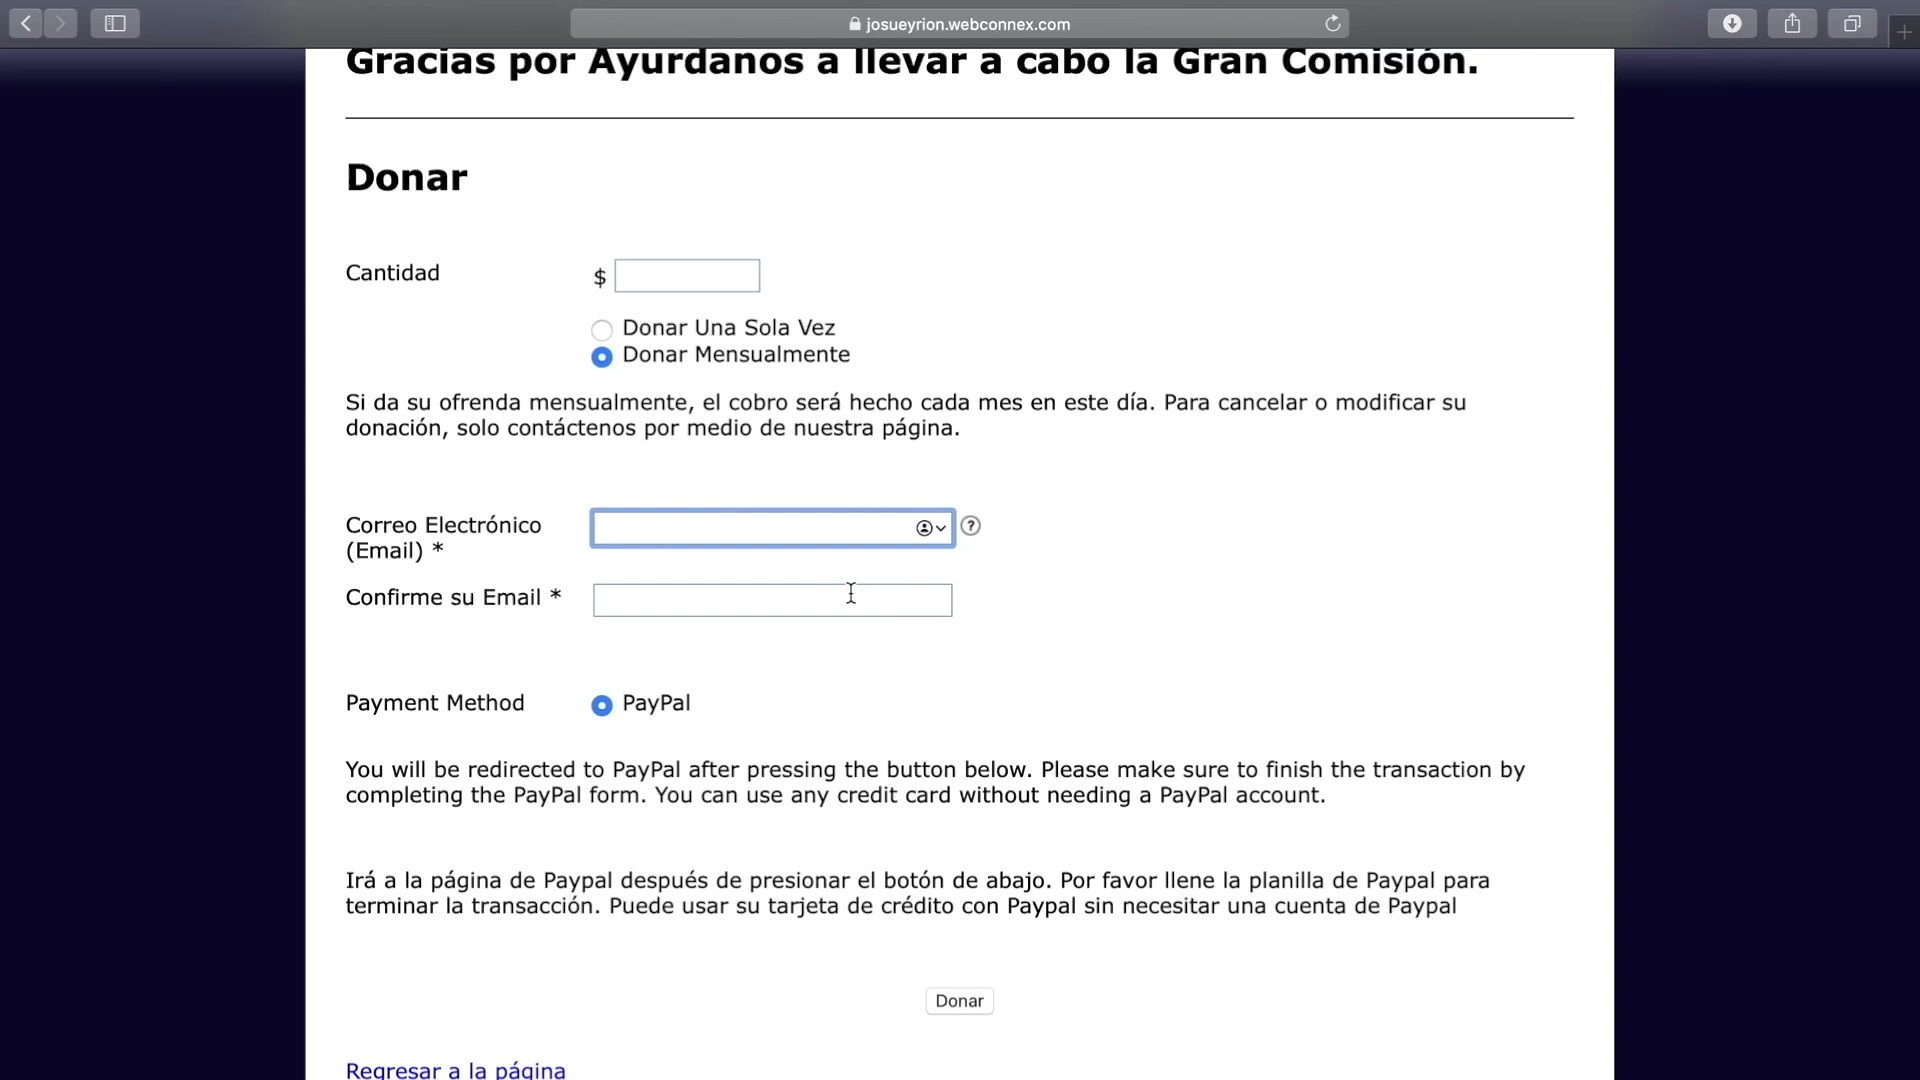 josueyrion.webconnex.com
Gracias por Ayurdanos a llevar a cabo la Gran Comisión.
Donar
Cantidad
$
Donar Una Sola Vez
Donar Mensualmente
Si da su ofrenda mensualmente, el cobro será hecho cada mes en este día. Para cancelar o modificar su
donación, solo contáctenos por medio de nuestra página.
Correo Electrónico
(Email) *
?
Confirme su Email *
Payment Method
PayPal
You will be redirected to PayPal after pressing the button below. Please make sure to finish the transaction by
completing the PayPal form. You can use any credit card without needing a PayPal account.
Irá a la página de Paypal después de presionar el botón de abajo. Por favor llene la planilla de Paypal para
terminar la transacción. Puede usar su tarjeta de crédito con Paypal sin necesitar una cuenta de Paypal
Donar
Regresar a la página